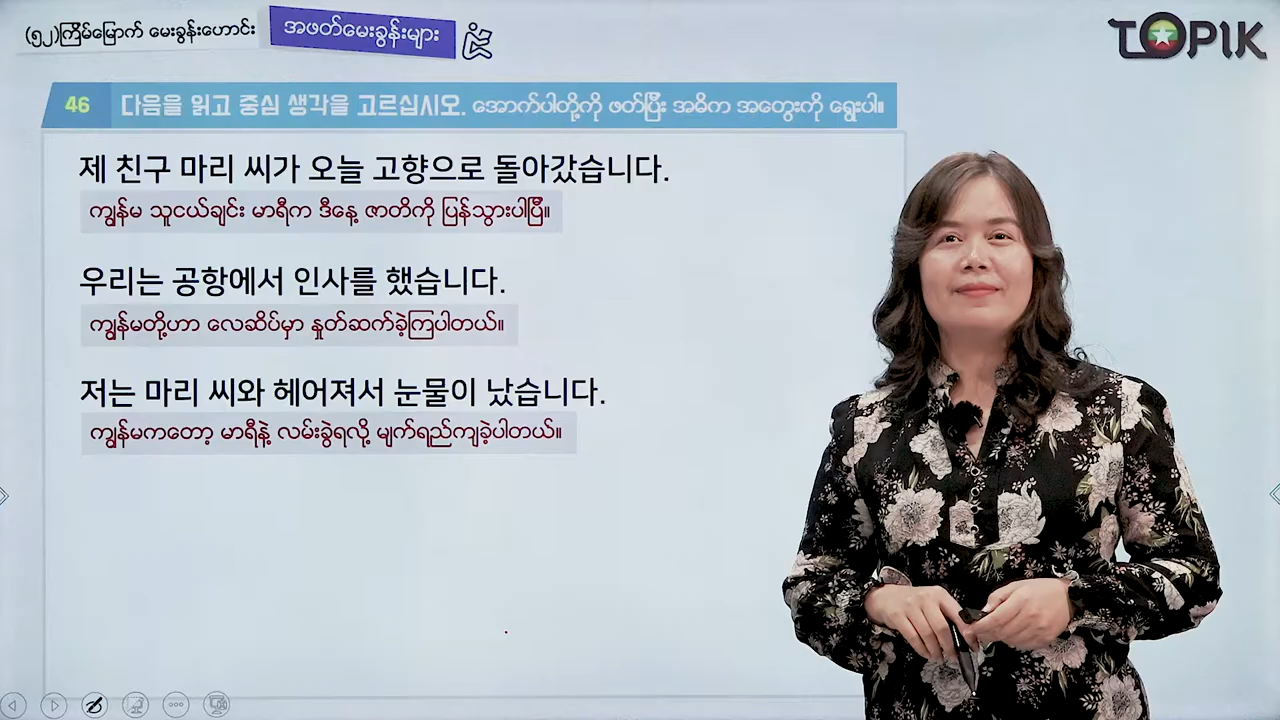 (၅၂)ကြိမ်မြောက် မေးခွန်းဟောင်း
အဖတ်မေးခွန်းများ
TOPIK
46 다음을 읽고 중심 생각을 고르십시오. အောက်ပါတို့ကို ဖတ်ပြီး အဓိက အတွေးကို ရွေးပါ။
제 친구 마리 씨가 오늘 고향으로 돌아갔습니다.
ကျွန်မ သူငယ်ချင်း မာရီက ဒီနေ့ ဇာတိကို ပြန်သွားပါပြီ။
우리는 공항에서 인사를 했습니다.
ကျွန်မတို့ဟာ လေဆိပ်မှာ နှုတ်ဆက်ခဲ့ကြပါတယ်။
저는 마리 씨와 헤어져서 눈물이 났습니다.
ကျွန်မကတော့ မာရီနဲ့ လမ်းခွဲရလို့ မျက်ရည်ကျခဲ့ပါတယ်။